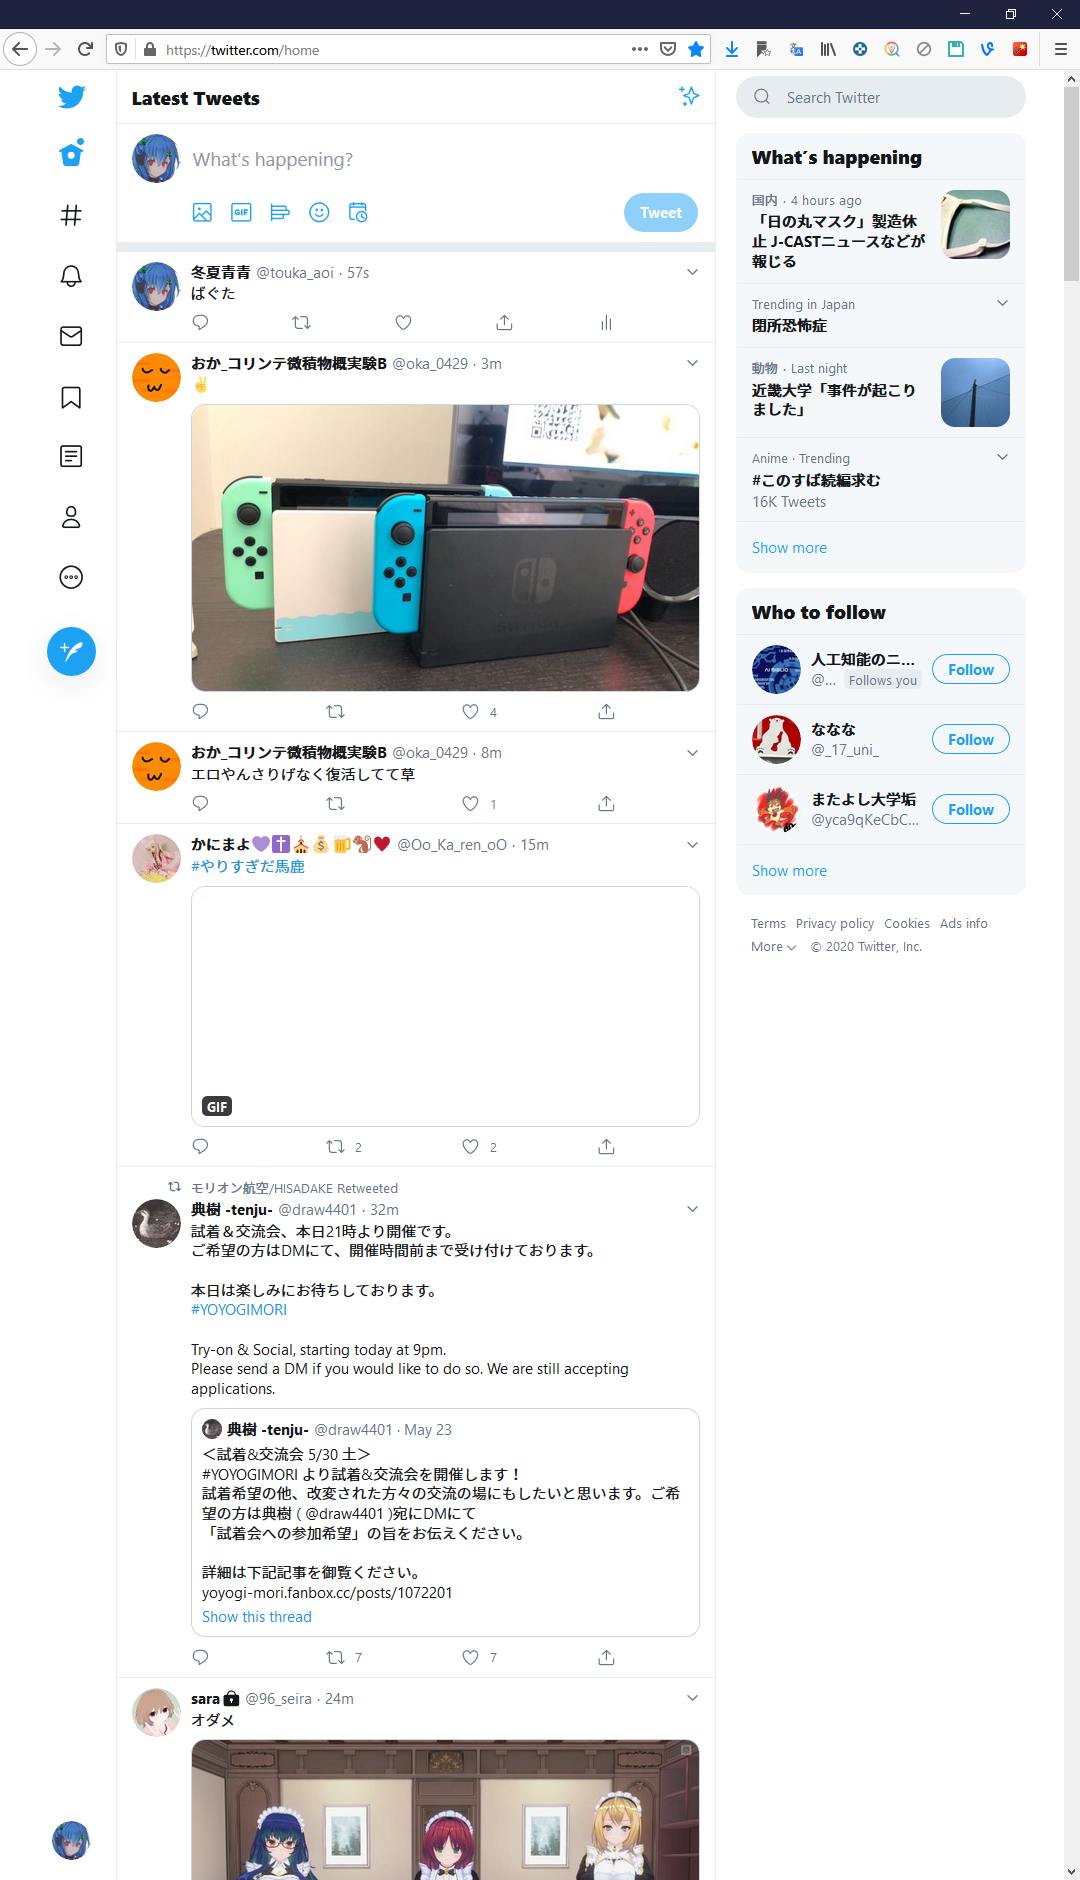 https://twitter.com/home
Latest Tweets
What's happening?
GIF
Tweet
冬夏青青 @touka_aoi · 57s
ばぐた
おか_コリンテ微積物概実験B @oka_0429 · 3m
✌
4
おか_コリンテ微積物概実験B @oka_0429 · 8m
エロやんさりげなく復活してて草
1
かにまよ💜✝️⛪💰🍺🐿️♥ @Oo_Ka_ren_oO · 15m
#やりすぎだ馬鹿
GIF
2 2
モリオン航空/HISADAKE Retweeted
典樹 -tenju- @draw4401 · 32m
試着＆交流会、本日21時より開催です。
ご希望の方はDMにて、開催時間前まで受け付けております。
本日は楽しみにお待ちしております。
#YOYOGIMORI
Try-on & Social, starting today at 9pm.
Please send a DM if you would like to do so. We are still accepting
applications.
典樹 -tenju- @draw4401 · May 23
＜試着&交流会 5/30 土＞
#YOYOGIMORI より試着&交流会を開催します！
試着希望の他、改変された方々の交流の場にもしたいと思います。ご希
望の方は典樹 ( @draw4401 )宛にDMにて
「試着会への参加希望」の旨をお伝えください。
詳細は下記記事を御覧ください。
yoyogi-mori.fanbox.cc/posts/1072201
Show this thread
7 7
sara🔒 @96_seira · 24m
オダメ
Search Twitter
What's happening
国内 · 4 hours ago
「日の丸マスク」製造休
止 J-CASTニュースなどが
報じる
Trending in Japan
閉所恐怖症
動物 · Last night
近畿大学「事件が起こり
ました」
Anime · Trending
#このすば続編求む
16K Tweets
Show more
Who to follow
人工知能のニ...
@... Follows you
Follow
ななな
@_17_uni_
Follow
またよし大学垢
@yca9qKeCbC...
Follow
Show more
Terms Privacy policy Cookies Ads info
More © 2020 Twitter, Inc.